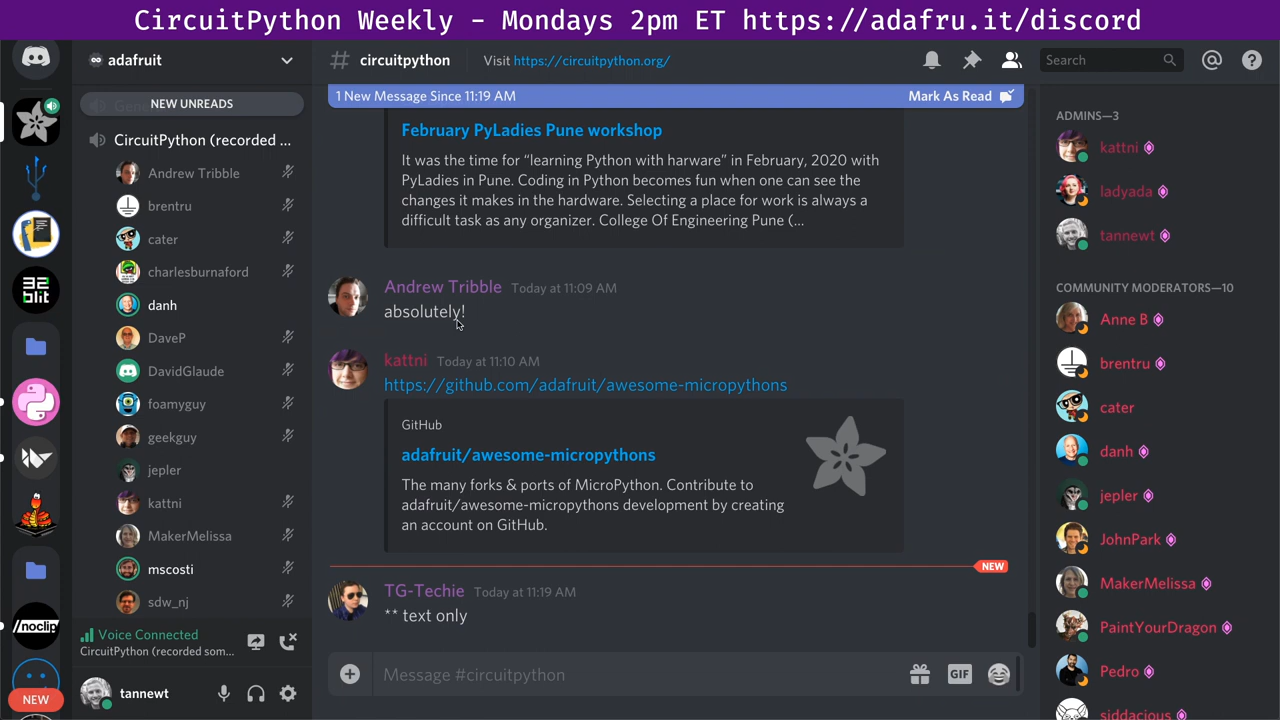 CircuitPython Weekly - Mondays 2pm ET https://adafru.it/discord
adafruit
NEW UNREADS
CircuitPython (recorded ...
Andrew Tribble
brentru
cater
charlesburnaford
danh
DaveP
DavidGlaude
foamyguy
geekguy
jepler
kattni
MakerMelissa
mscosti
sdw_nj
Voice Connected
CircuitPython (recorded som...
tannewt
32
blit
/noclip
NEW
# circuitpython
Visit https://circuitpython.org/
Search
1 New Message Since 11:19 AM
Mark As Read
February PyLadies Pune workshop
It was the time for “learning Python with harware” in February, 2020 with
PyLadies in Pune. Coding in Python becomes fun when one can see the
changes it makes in the hardware. Selecting a place for work is always a
difficult task as any organizer. College Of Engineering Pune (...
Andrew Tribble Today at 11:09 AM
absolutely!
kattni Today at 11:10 AM
https://github.com/adafruit/awesome-micropythons
GitHub
adafruit/awesome-micropythons
The many forks & ports of MicroPython. Contribute to
adafruit/awesome-micropythons development by creating
an account on GitHub.
NEW
TG-Techie Today at 11:19 AM
** text only
Message #circuitpython
GIF
ADMINS—3
kattni
ladyada
tannewt
COMMUNITY MODERATORS—10
Anne B
brentru
cater
danh
jepler
JohnPark
MakerMelissa
PaintYourDragon
Pedro
siddacious